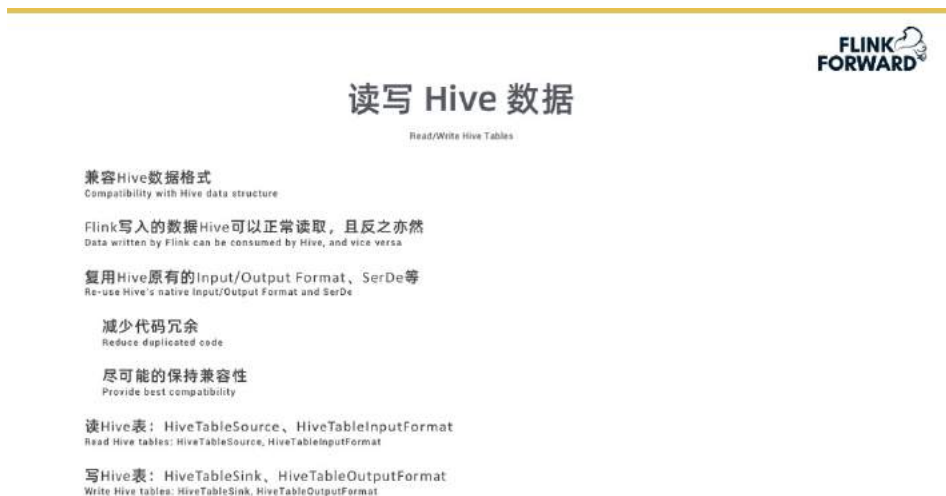 FLINK
FORWARD
读写 Hive 数据
Read/Write Hive Tables
兼容Hive数据格式
Compatibility with Hive data structure
Flink写入的数据Hive可以正常读取，且反之亦然
Data written by Flink can be consumed by Hive, and vice versa
复用Hive原有的Input/Output Format、SerDe等
Re-use Hive's native Input/Output Format and SerDe
减少代码冗余
Reduce duplicated code
尽可能的保持兼容性
Provide best compatibility
读Hive表：HiveTableSource、HiveTableInputFormat
Read Hive tables: HiveTableSource, HiveTableInputFormat
写Hive表：HiveTableSink、HiveTableOutputFormat
Write Hive tables: HiveTableSink, HiveTableOutputFormat